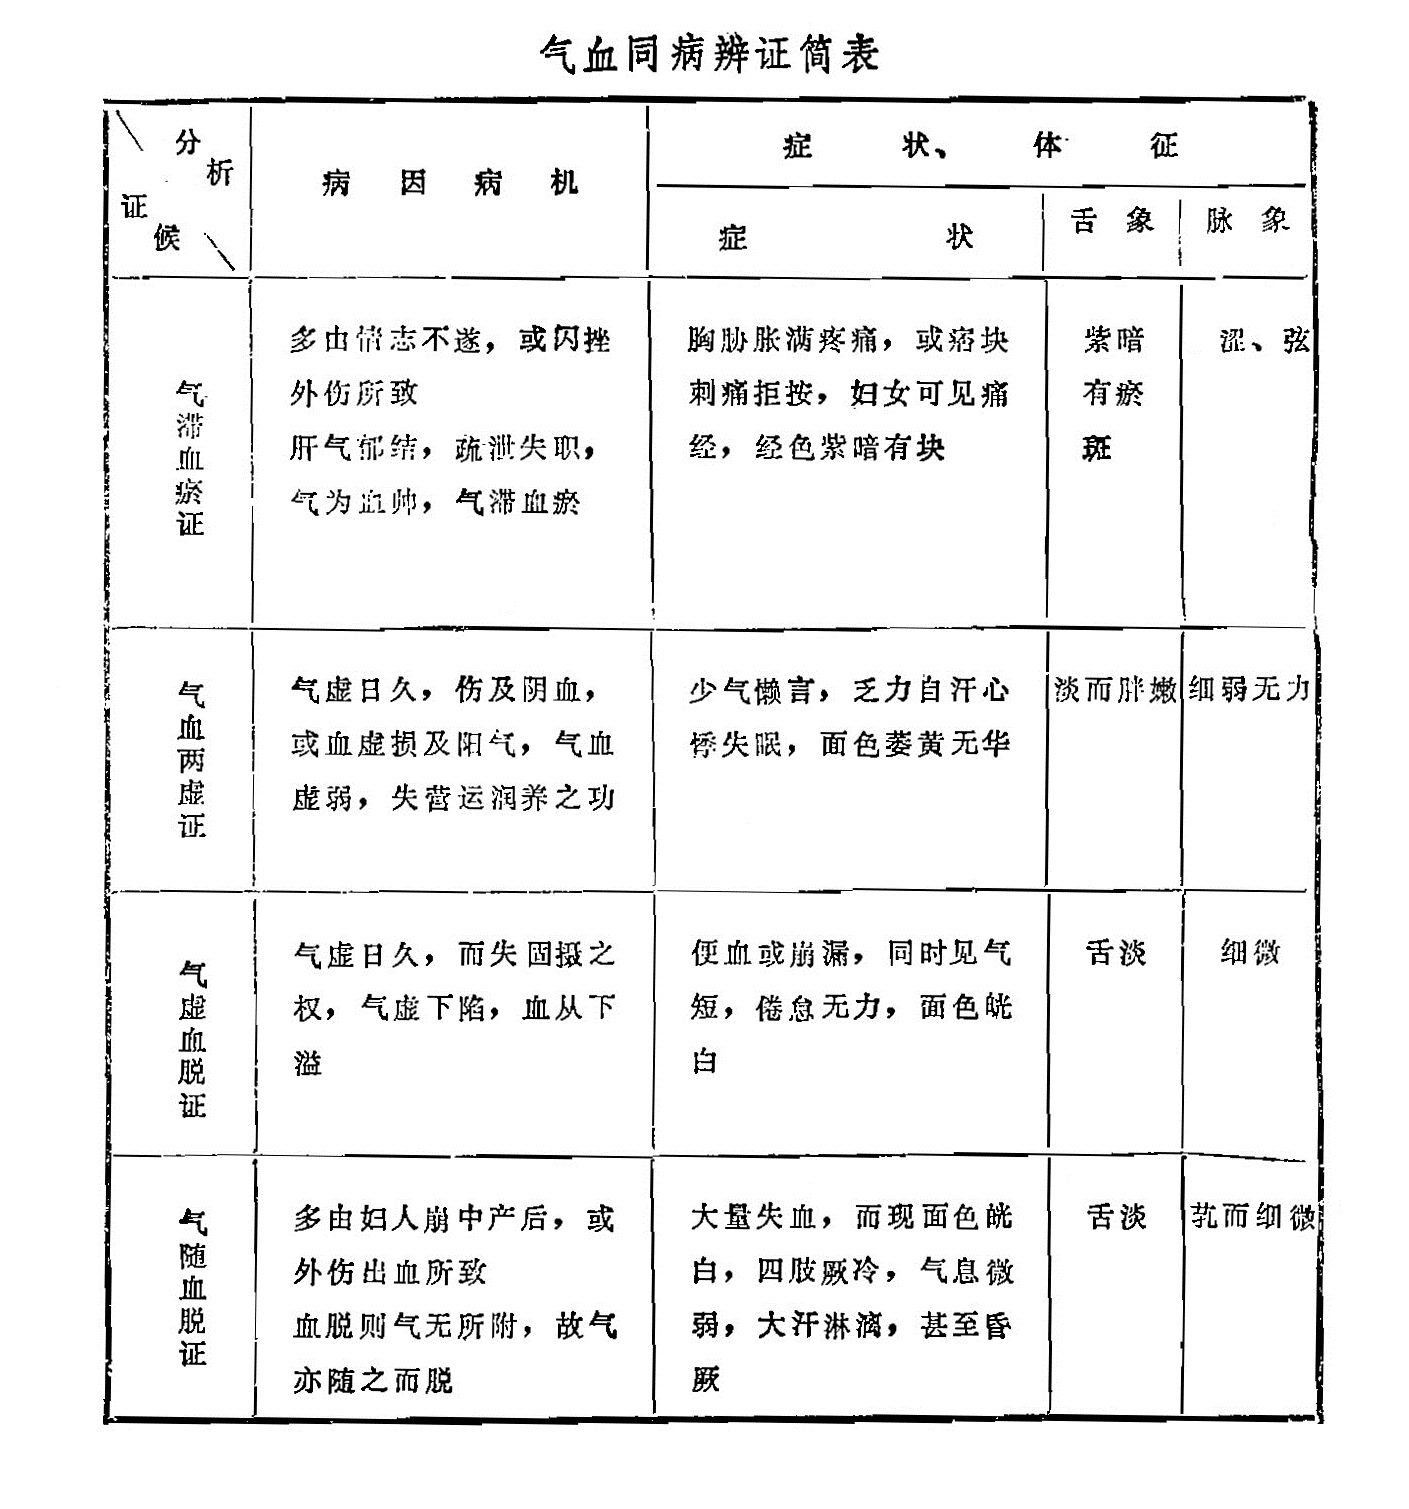 气血同病辨证简表
分析
证候
病因病机
症状、体征
症状
舌象
脉象
气滞血瘀证
多由情志不遂，或闪挫
外伤所致
肝气郁结，疏泄失职，
气为血帅，气滞血瘀
胸胁胀满疼痛，或痞块
刺痛拒按，妇女可见痛
经，经色紫暗有块
紫暗
有瘀
斑
涩、弦
气血两虚证
气虚日久，伤及阴血，
或血虚损及阳气，气血
虚弱，失营运润养之功
少气懒言，乏力自汗心
悸失眠，面色萎黄无华
淡而胖嫩
细弱无力
气虚血脱证
气虚日久，而失固摄之
权，气虚下陷，血从下
溢
便血或崩漏，同时见气
短，倦怠无力，面色㿠
白
舌淡
细微
气随血脱证
多由妇人崩中产后，或
外伤出血所致
血脱则气无所附，故气
亦随之而脱
大量失血，而现面色㿠
白，四肢厥冷，气息微
弱，大汗淋漓，甚至昏
厥
舌淡
芤而细微